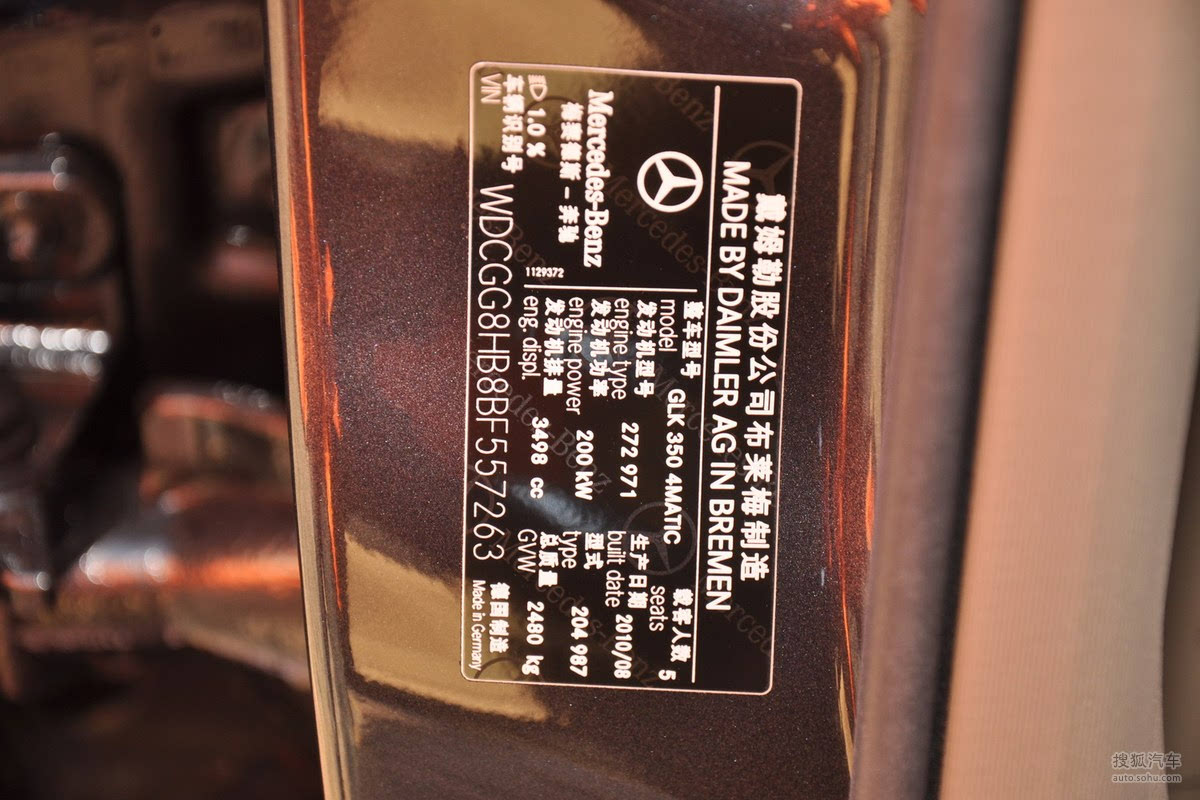 戴姆勒股份公司布莱梅制造
MADE BY DAIMLER AG IN BREMEN
Mercedes-Benz
梅赛德斯-奔驰
1.0 %
1129372
整车型号
model GLK 350 4MATIC
载客人数
seats 5
发动机型号
engine type 272 971
生产日期
built date 2010/08
发动机功率
engine power 200 kW
型式
type 204 987
发动机排量
eng. displ. 3498 cc
总质量
GVW 2480 kg
车辆识别号
VIN WDCGG8HB8BF557263
德国制造
Made in Germany
搜狐汽车
auto.sohu.com